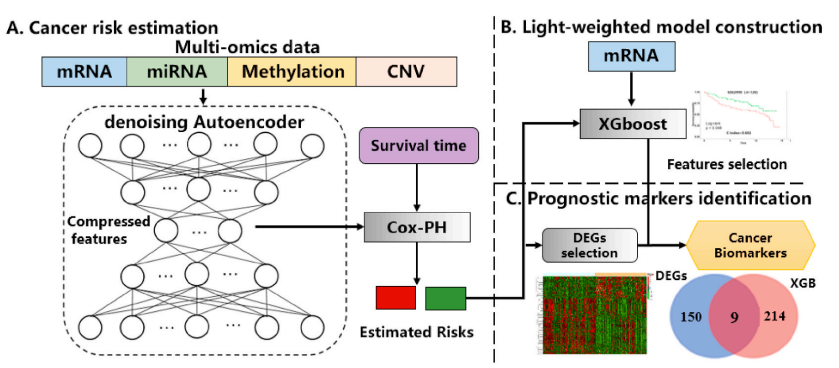 A. Cancer risk estimation
Multi-omics data
mRNA miRNA Methylation CNV
denoising Autoencoder
Compressed
features
Survival time
Cox-PH
Estimated Risks
B. Light-weighted model construction
mRNA
XGboost
Features selection
C. Prognostic markers identification
DEGs
selection
Cancer
Biomarkers
DEGs
XGB
150 9 214